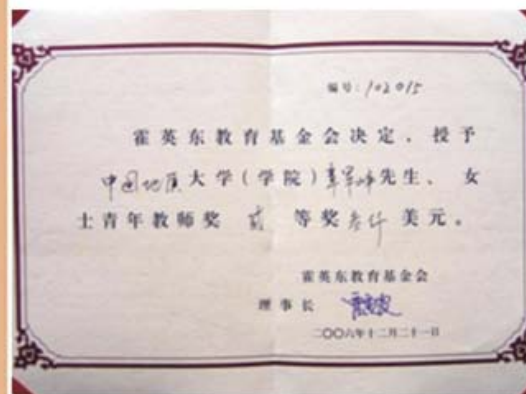 编号:102015
霍英东教育基金会决定,授予
中国地质大学(学院)章军锋先生、女
士青年教师奖 贰 等奖叁仟美元。
霍英东教育基金会
理事长
二〇〇六年十二月二十一日